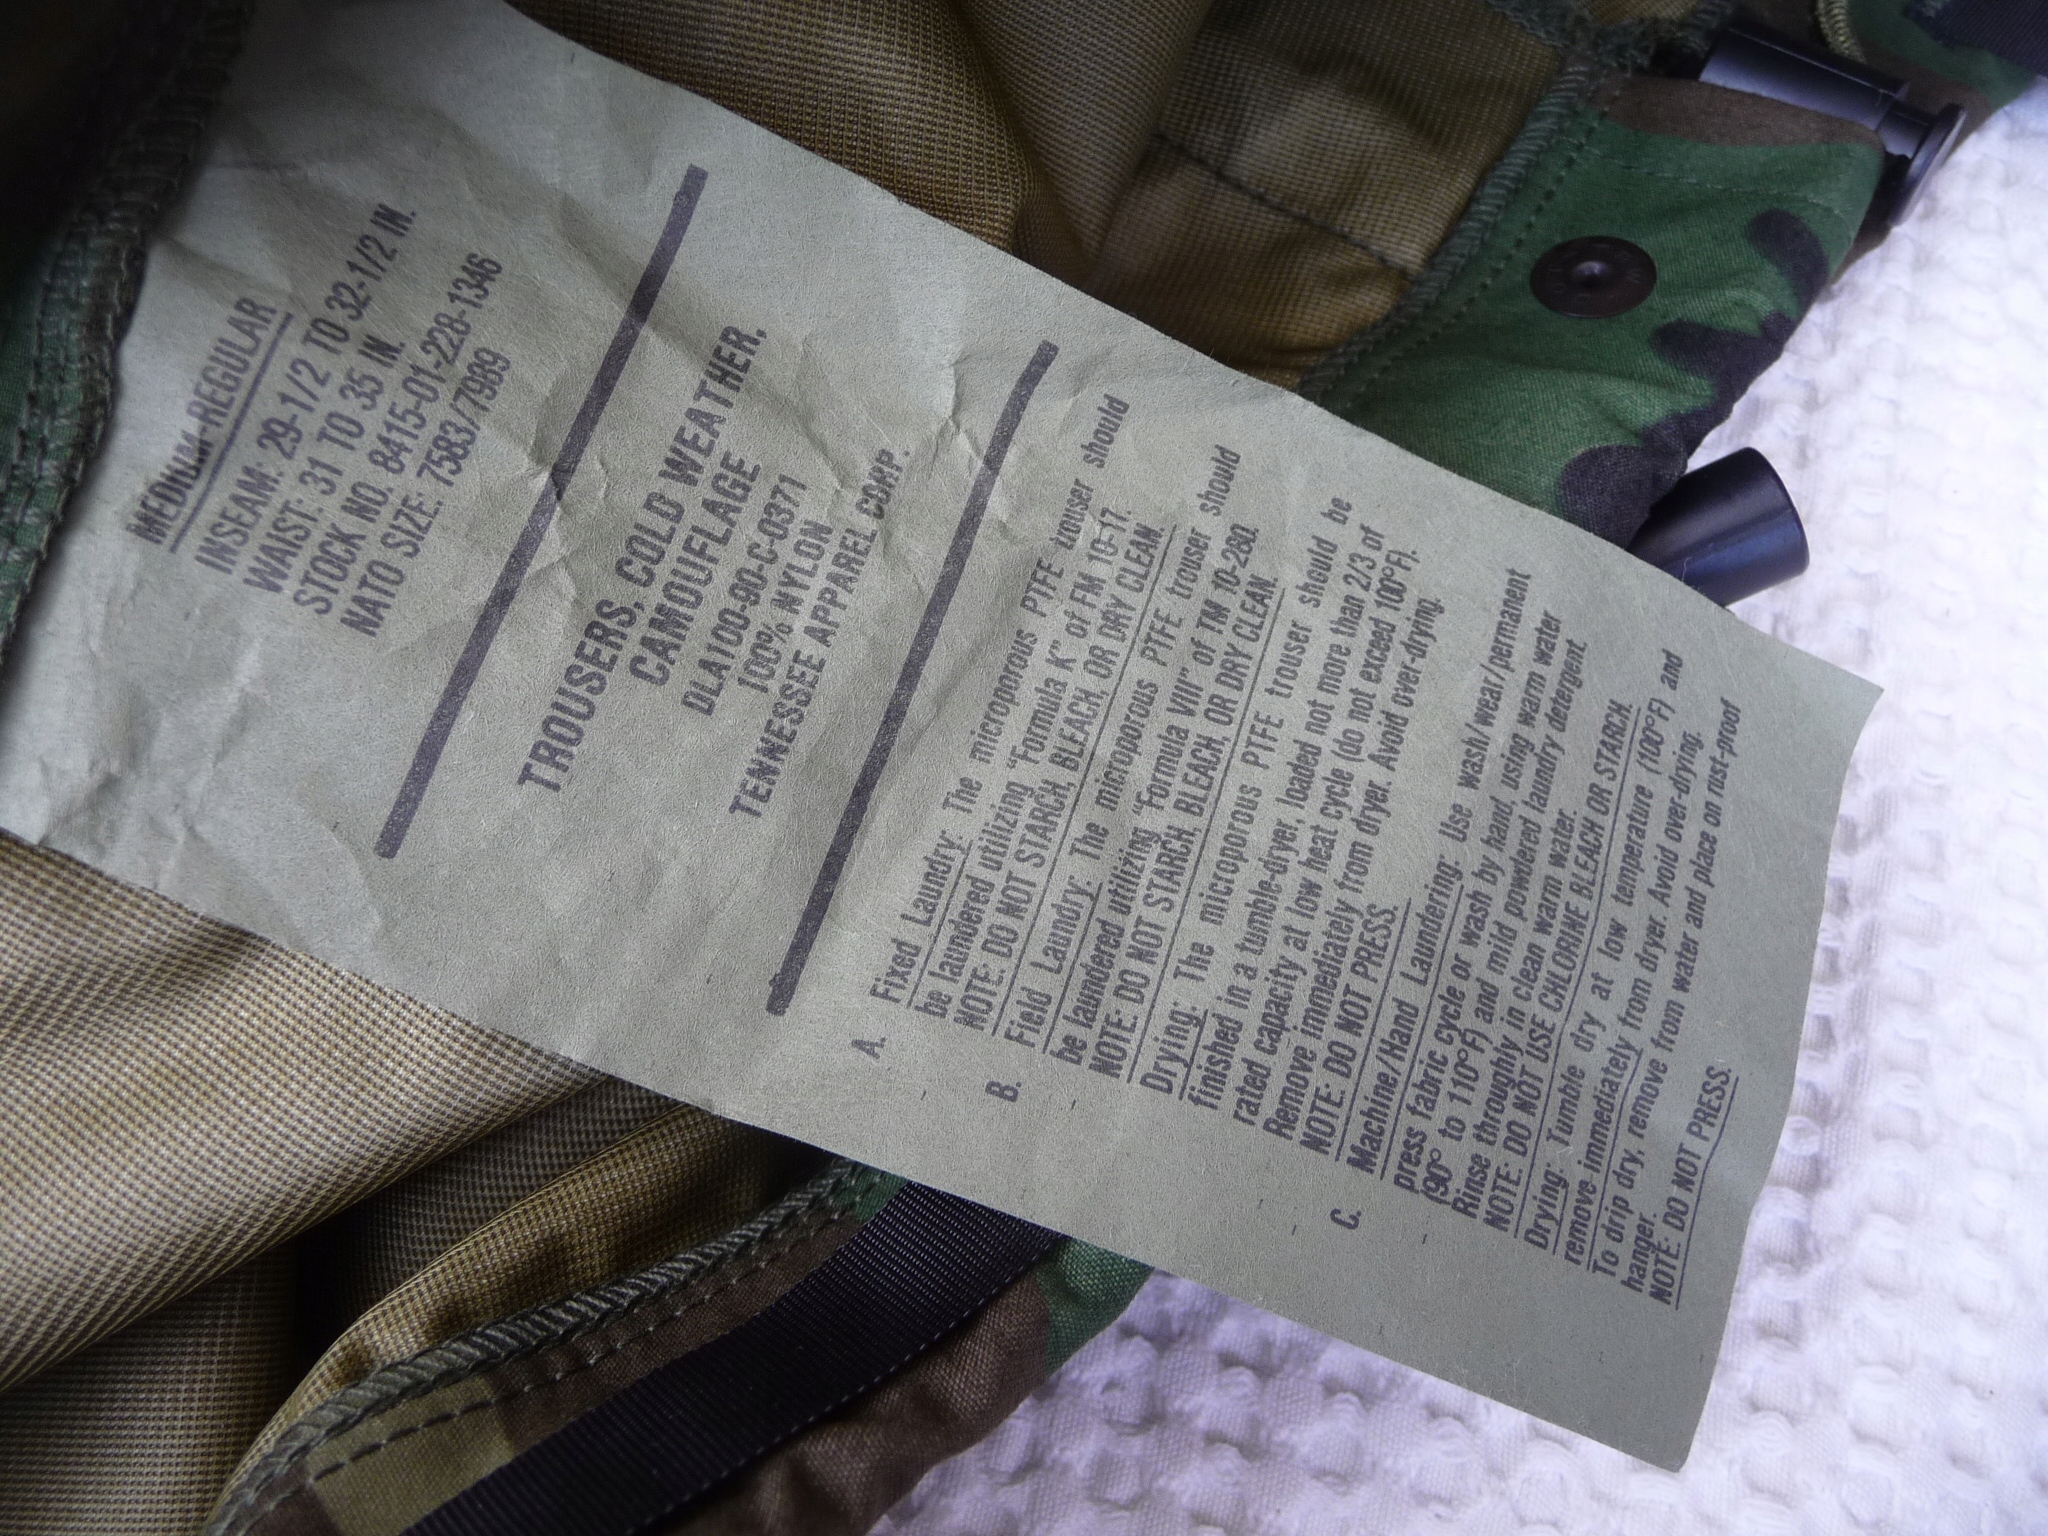 MEDIUM-REGULAR
INSEAM: 29-1/2 TO 32-1/2 IN.
WAIST: 31 TO 35 IN.
STOCK NO. 8415-01-228-1346
NATO SIZE: 7583/7989
TROUSERS, COLD WEATHER,
CAMOUFLAGE
DLA100-90-C-0371
100% NYLON
TENNESSEE APPAREL CORP.
A. Fixed Laundry: The microporous PTFE trouser should
be laundered utilizing "Formula K" of FM 10-17.
NOTE: DO NOT STARCH, BLEACH, OR DRY CLEAN.
B. Field Laundry: The microporous PTFE trouser should
be laundered utilizing "Formula VIII" of TM 10-280.
NOTE: DO NOT STARCH, BLEACH OR DRY CLEAN.
Drying: The microporous PTFE trouser should be
finished in a tumble-dryer, loaded not more than 2/3 of
rated capacity at low heat cycle (do not exceed 100°F).
Remove immediately from dryer. Avoid over-drying.
NOTE: DO NOT PRESS.
C. Machine/Hand Laundering: Use wash/wear/permanent
press fabric cycle or wash by hand, using warm water
(90° to 110°F) and mild powdered laundry detergent
Rinse throughly in clean warm water.
NOTE: DO NOT USE CHLORINE BLEACH OR STARCH.
Drying: Tumble dry at low temperature (100°F) and
remove immediately from dryer. Avoid over-drying.
To drip dry, remove from water and place on rust-proof
hanger.
NOTE: DO NOT PRESS.